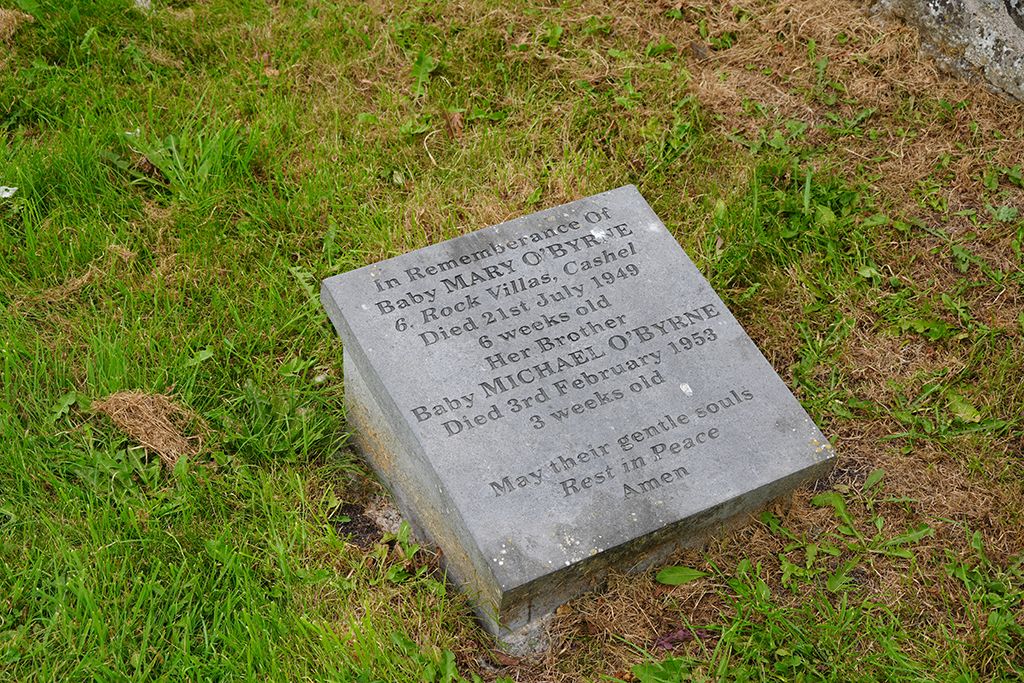 In Remembrance Of
Baby MARY O'BYRNE
6, Rock Villas, Cashel
Died 21st July 1949
6 weeks old
Her Brother
Baby MICHAEL O'BYRNE
Died 3rd February 1953
3 weeks old
May their gentle souls
Rest in Peace
Amen